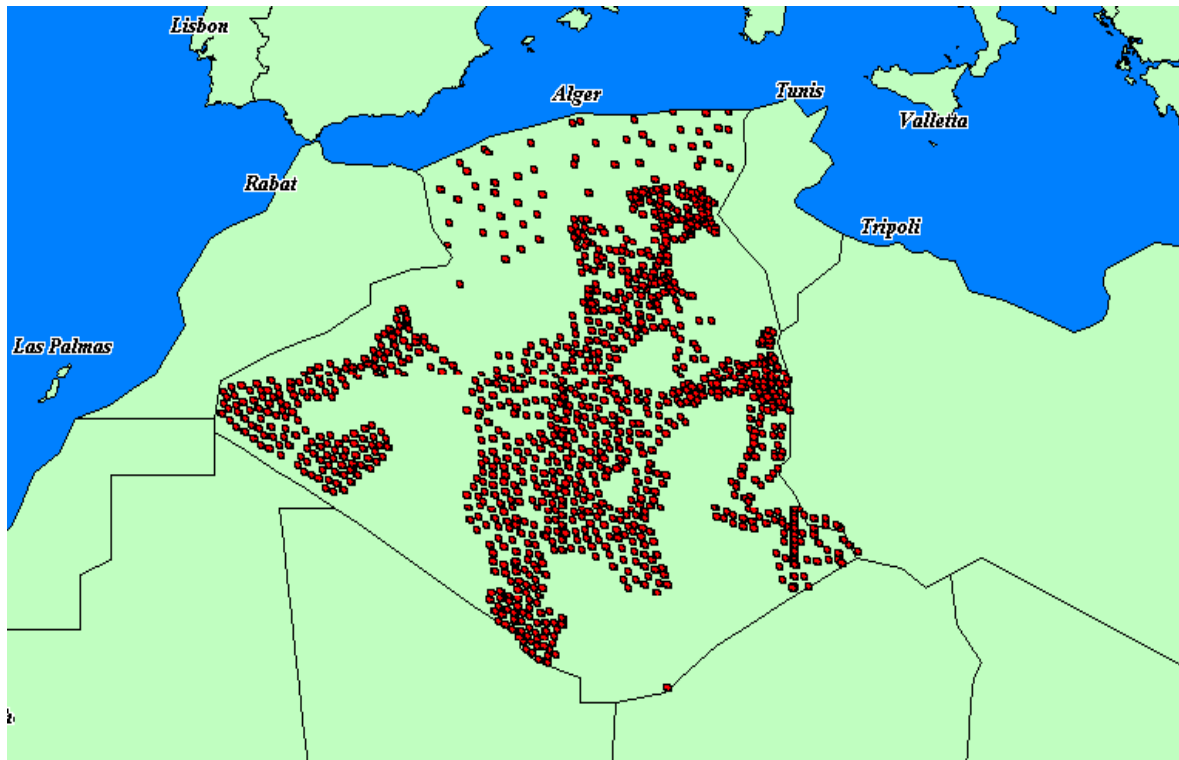 Lisbon
Alger
Tunis
Valletta
Rabat
Tripoli
Las Palmas